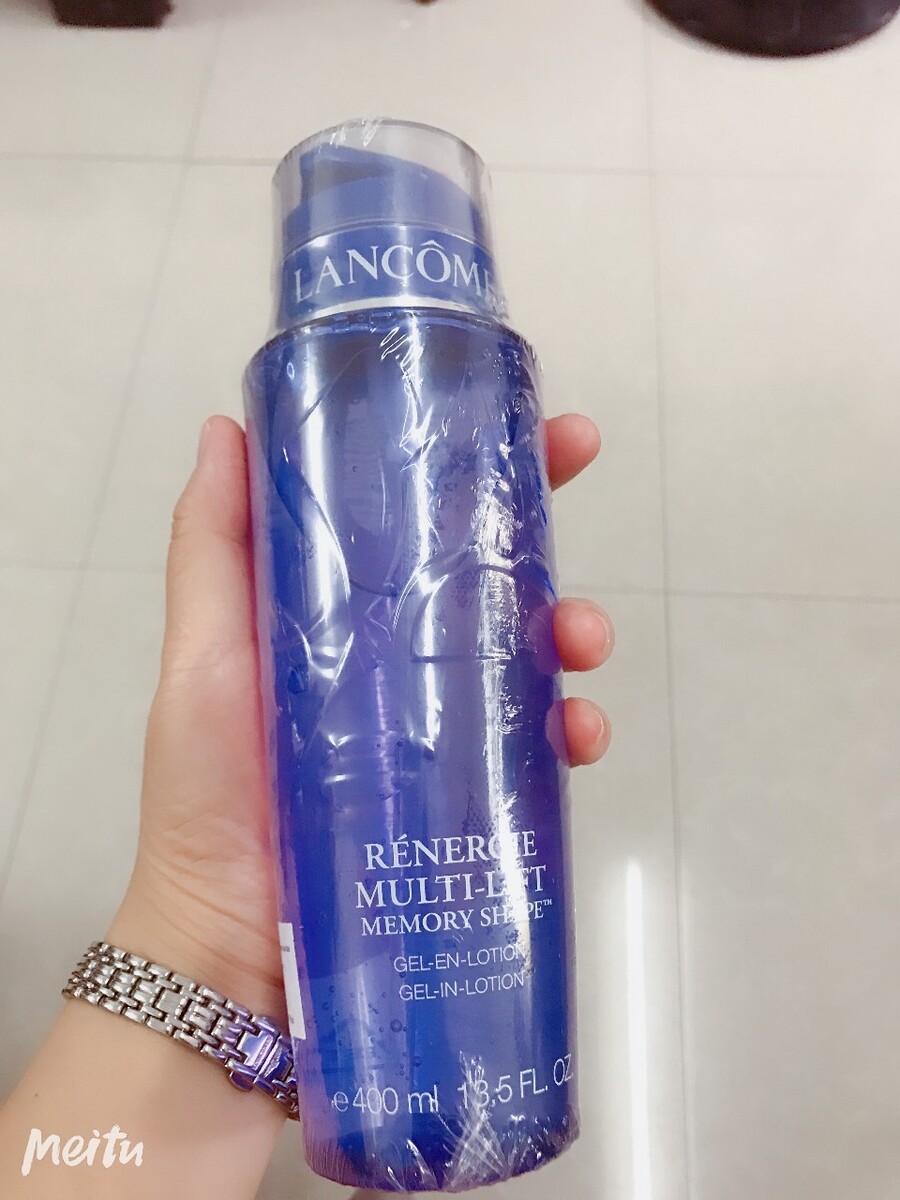 LANCÔME
RÉNERGIE
MULTI-LIFT
MEMORY SHAPE™
GEL-EN-LOTION
GEL-IN-LOTION
e 400 ml 13.5 FL. OZ.
Meitu